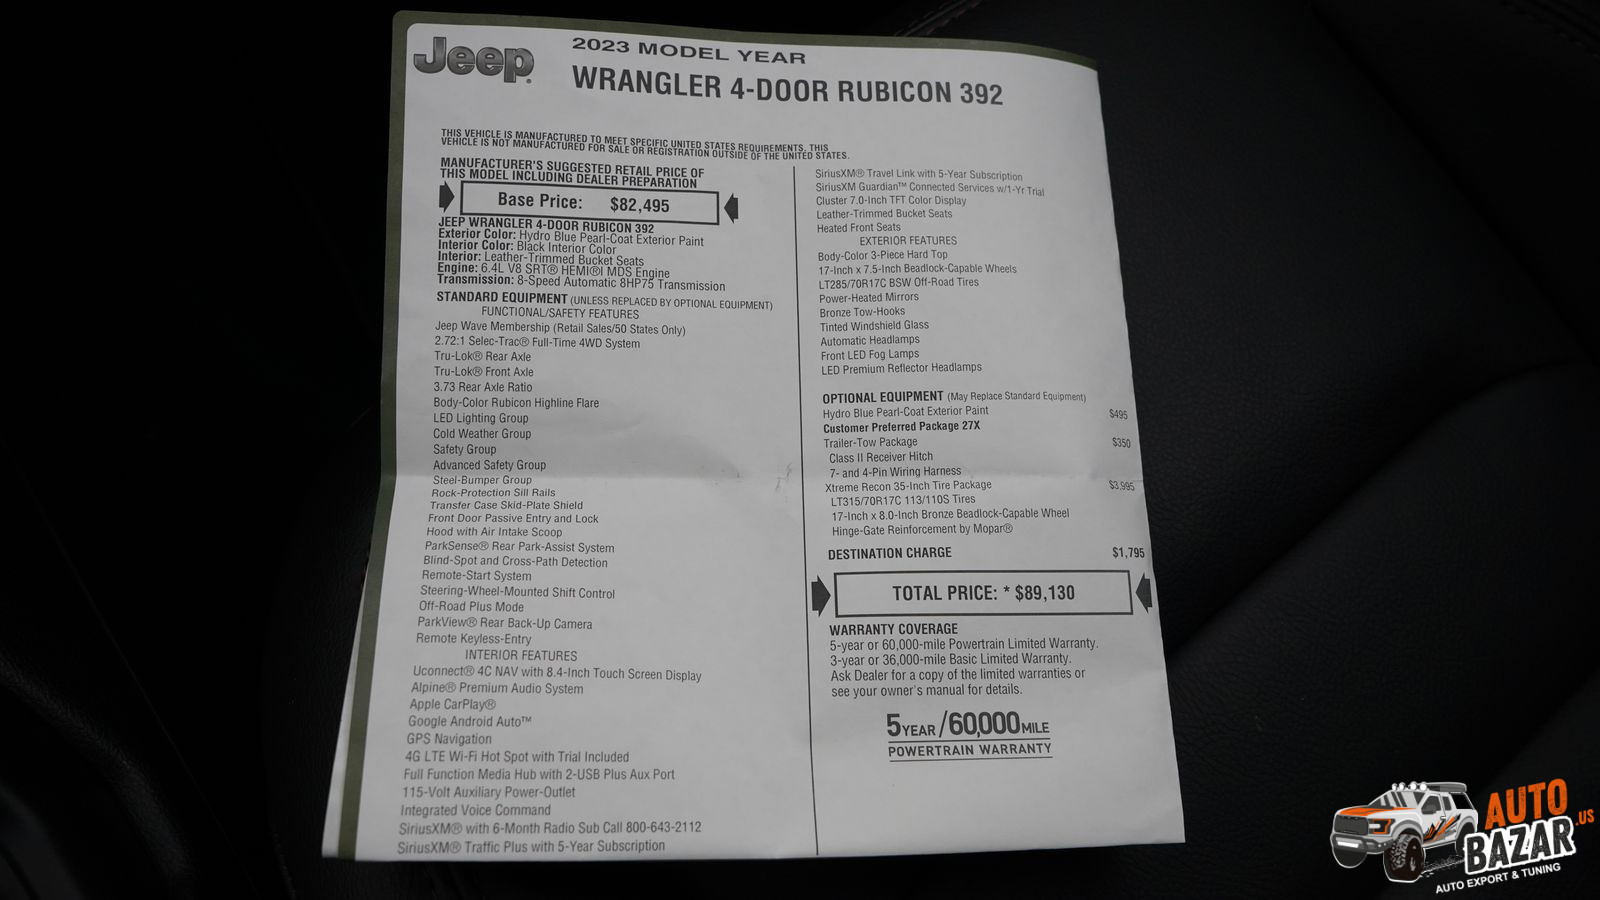 Jeep
2023 MODEL YEAR
WRANGLER 4-DOOR RUBICON 392
THIS VEHICLE IS MANUFACTURED TO MEET SPECIFIC UNITED STATES REQUIREMENTS. THIS
VEHICLE IS NOT MANUFACTURED FOR SALE OR REGISTRATION OUTSIDE OF THE UNITED STATES.
MANUFACTURER'S SUGGESTED RETAIL PRICE OF
THIS MODEL INCLUDING DEALER PREPARATION
Base Price: $82,495
JEEP WRANGLER 4-DOOR RUBICON 392
Exterior Color: Hydro Blue Pearl-Coat Exterior Paint
Interior Color: Black Interior Color
Interior: Leather-Trimmed Bucket Seats
Engine: 6.4L V8 SRT® HEMI® MDS Engine
Transmission: 8-Speed Automatic 8HP75 Transmission
STANDARD EQUIPMENT (UNLESS REPLACED BY OPTIONAL EQUIPMENT)
FUNCTIONAL/SAFETY FEATURES
Jeep Wave Membership (Retail Sales/50 States Only)
2.72:1 Selec-Trac® Full-Time 4WD System
Tru-Lok® Rear Axle
Tru-Lok® Front Axle
3.73 Rear Axle Ratio
Body-Color Rubicon Highline Flare
LED Lighting Group
Cold Weather Group
Safety Group
Advanced Safety Group
Steel-Bumper Group
Rock-Protection Sill Rails
Transfer Case Skid-Plate Shield
Front Door Passive Entry and Lock
Hood with Air Intake Scoop
ParkSense® Rear Park-Assist System
Blind-Spot and Cross-Path Detection
Remote-Start System
Steering-Wheel-Mounted Shift Control
Off-Road Plus Mode
ParkView® Rear Back-Up Camera
Remote Keyless-Entry
INTERIOR FEATURES
Uconnect® 4C NAV with 8.4-Inch Touch Screen Display
Alpine® Premium Audio System
Apple CarPlay®
Google Android Auto™
GPS Navigation
4G LTE Wi-Fi Hot Spot with Trial Included
Full Function Media Hub with 2-USB Plus Aux Port
115-Volt Auxiliary Power-Outlet
Integrated Voice Command
SiriusXM® with 6-Month Radio Sub Call 800-643-2112
SiriusXM® Traffic Plus with 5-Year Subscription
SiriusXM® Travel Link with 5-Year Subscription
SiriusXM Guardian™ Connected Services w/1-Yr Trial
Cluster 7.0-Inch TFT Color Display
Leather-Trimmed Bucket Seats
Heated Front Seats
EXTERIOR FEATURES
Body-Color 3-Piece Hard Top
17-Inch x 7.5-Inch Beadlock-Capable Wheels
LT285/70R17C BSW Off-Road Tires
Power-Heated Mirrors
Bronze Tow-Hooks
Tinted Windshield Glass
Automatic Headlamps
Front LED Fog Lamps
LED Premium Reflector Headlamps
OPTIONAL EQUIPMENT (May Replace Standard Equipment)
Hydro Blue Pearl-Coat Exterior Paint $495
Customer Preferred Package 27X
Trailer-Tow Package $350
Class II Receiver Hitch
7- and 4-Pin Wiring Harness
Xtreme Recon 35-Inch Tire Package $3,995
LT315/70R17C 113/110S Tires
17-Inch x 8.0-Inch Bronze Beadlock-Capable Wheel
Hinge-Gate Reinforcement by Mopar®
DESTINATION CHARGE $1,795
TOTAL PRICE: * $89,130
WARRANTY COVERAGE
5-year or 60,000-mile Powertrain Limited Warranty.
3-year or 36,000-mile Basic Limited Warranty.
Ask Dealer for a copy of the limited warranties or
see your owner's manual for details.
5 YEAR/60,000 MILE
POWERTRAIN WARRANTY
AUTO
BAZAR.us
AUTO EXPORT & TUNING